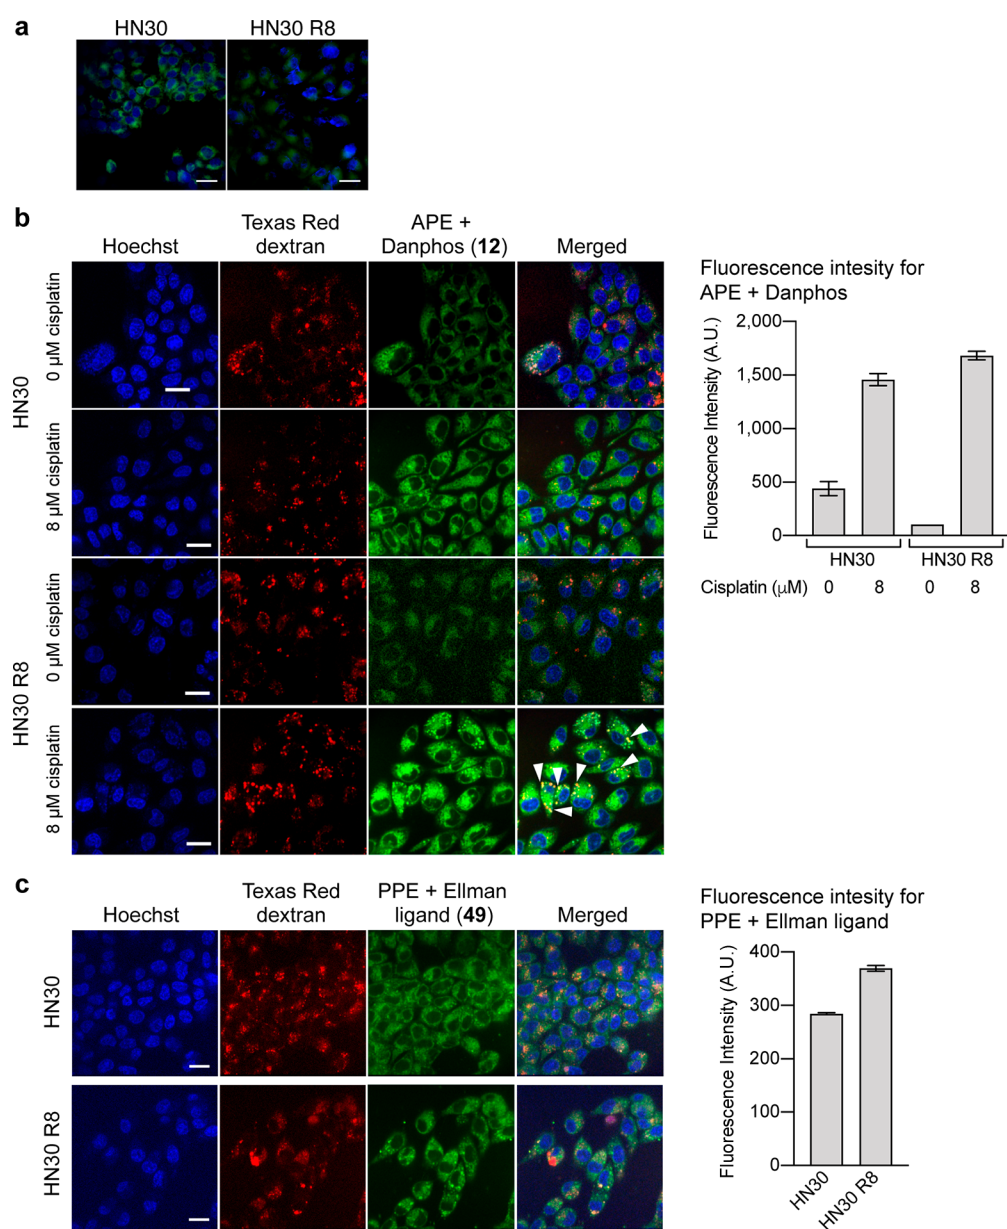 a
HN30
HN30 R8
b
Hoechst
Texas Red
dextran
APE +
Danphos (12)
Merged
HN30
0 µM cisplatin
8 µM cisplatin
HN30 R8
0 µM cisplatin
8 µM cisplatin
Fluorescence intesity for
APE + Danphos
Fluorescence Intensity (A.U.)
2,000
1,500
1,000
500
0
HN30
HN30 R8
Cisplatin (µM)
0
8
0
8
c
Hoechst
Texas Red
dextran
PPE + Ellman
ligand (49)
Merged
HN30
HN30 R8
Fluorescence intesity for
PPE + Ellman ligand
Fluorescence Intensity (A.U.)
400
300
200
100
0
HN30
HN30 R8